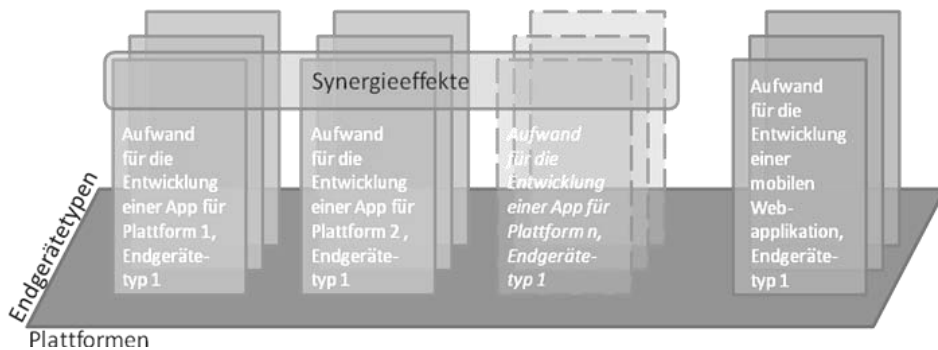 Synergieeffekte
Aufwand
für die
Entwicklung
einer App für
Plattform 1,
Endgeräte-
typ 1
Aufwand
für die
Entwicklung
einer App für
Plattform 2 ,
Endgeräte-
typ 1
Aufwand
für die
Entwicklung
einer App für
Plattform n,
Endgeräte-
typ 1
Aufwand
für die
Entwicklung
einer
mobilen
Web-
applikation,
Endgeräte-
typ 1
Endgerätetypen
Plattformen